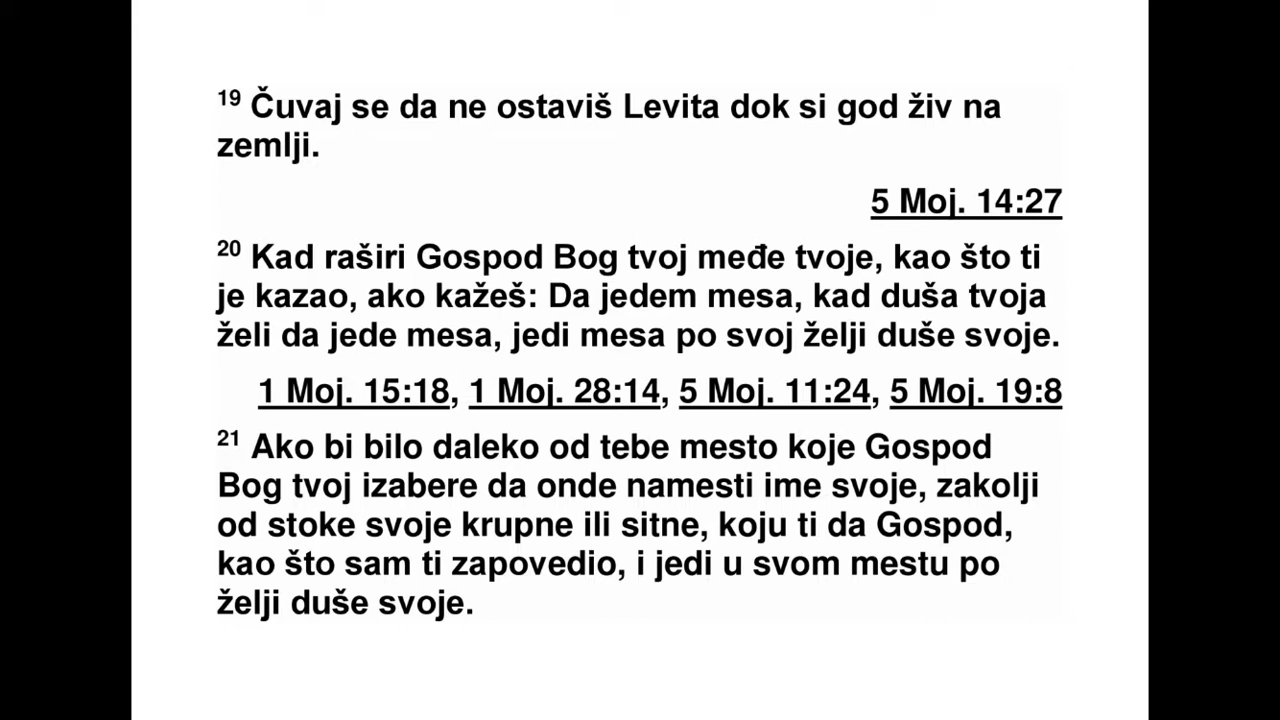 19 Čuvaj se da ne ostaviš Levita dok si god živ na
zemlji.
5 Moj. 14:27
20 Kad raširi Gospod Bog tvoj međe tvoje, kao što ti
je kazao, ako kažeš: Da jedem mesa, kad duša tvoja
želi da jede mesa, jedi mesa po svoj želji duše svoje.
1 Moj. 15:18, 1 Moj. 28:14, 5 Moj. 11:24, 5 Moj. 19:8
21 Ako bi bilo daleko od tebe mesto koje Gospod
Bog tvoj izabere da onde namesti ime svoje, zakolji
od stoke svoje krupne ili sitne, koju ti da Gospod,
kao što sam ti zapovedio, i jedi u svom mestu po
želji duše svoje.